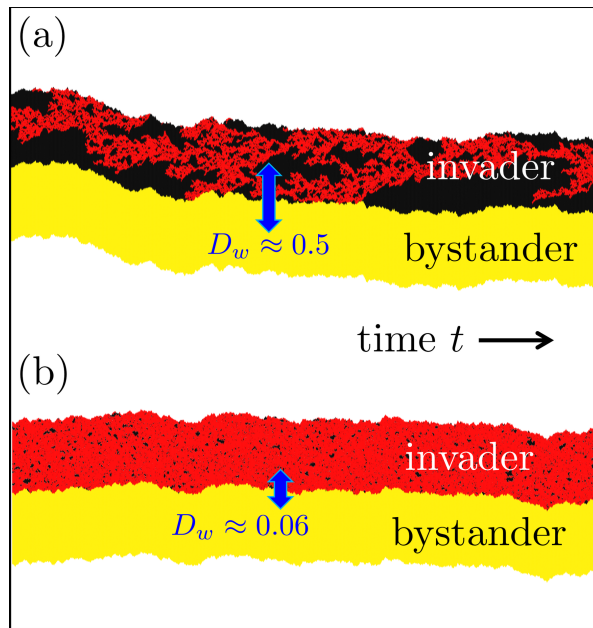 (a)
invader
D_w ≈ 0.5
bystander
time t
(b)
invader
D_w ≈ 0.06
bystander